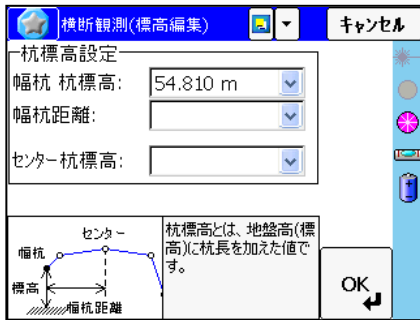 横断観測(標高編集)
キャンセル
杭標高設定
幅杭 杭標高: 54.810 m
幅杭距離:
センター杭標高:
センター
幅杭
標高
幅杭距離
杭標高とは、地盤高(標
高)に杭長を加えた値で
す。
OK